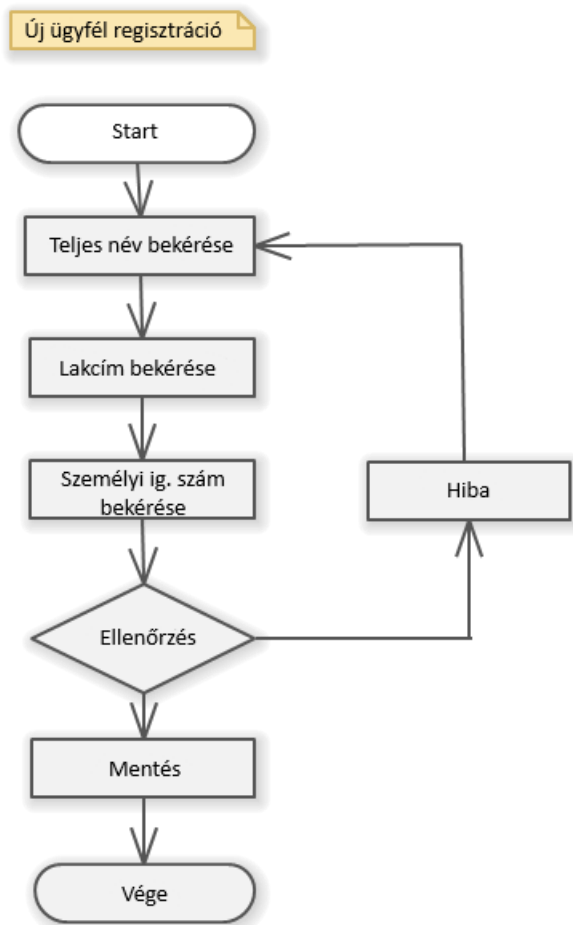 Új ügyfél regisztráció
Start
Teljes név bekérése
Lakcím bekérése
Személyi ig. szám
bekérése
Hiba
Ellenőrzés
Mentés
Vége